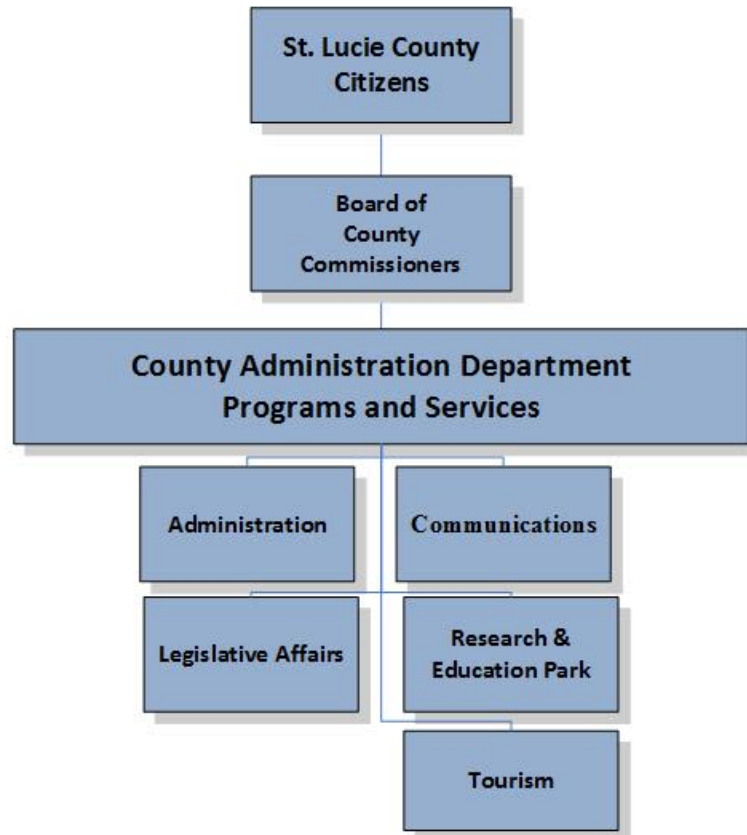 St. Lucie County
Citizens
Board of
County
Commissioners
County Administration Department
Programs and Services
Administration
Communications
Legislative Affairs
Research &
Education Park
Tourism